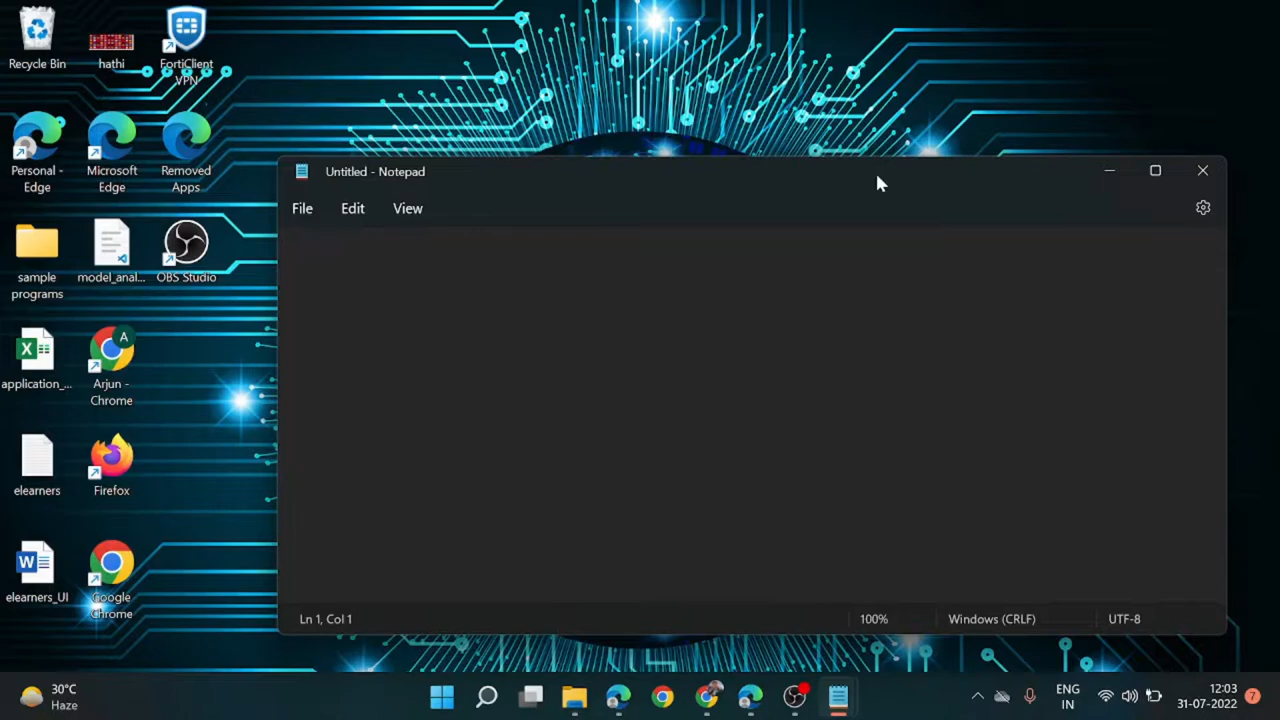 Recycle Bin
hathi
FortiClient
VPN
Personal -
Edge
Microsoft
Edge
Removed
Apps
Untitled - Notepad
File
Edit
View
sample
programs
model_anal...
OBS Studio
application_...
A
Arjun -
Chrome
elearners
Firefox
elearners_UI
Google
Chrome
Ln 1, Col 1
100%
Windows (CRLF)
UTF-8
30°C
Haze
ENG
IN
12:03
31-07-2022
7